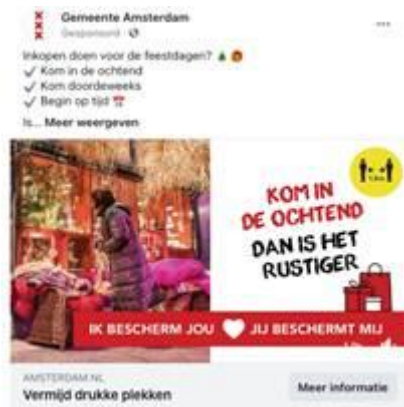 Gemeente Amsterdam
Gesponsord
Inkopen doen voor de feestdagen?
Kom in de ochtend
Kom doordeweeks
Begin op tijd
Is... Meer weergeven
1,5m
KOM IN
DE OCHTEND
DAN IS HET
RUSTIGER
IK BESCHERM JOU JIJ BESCHERMT MIJ
AMSTERDAM.NL
Vermijd drukke plekken
Meer informatie